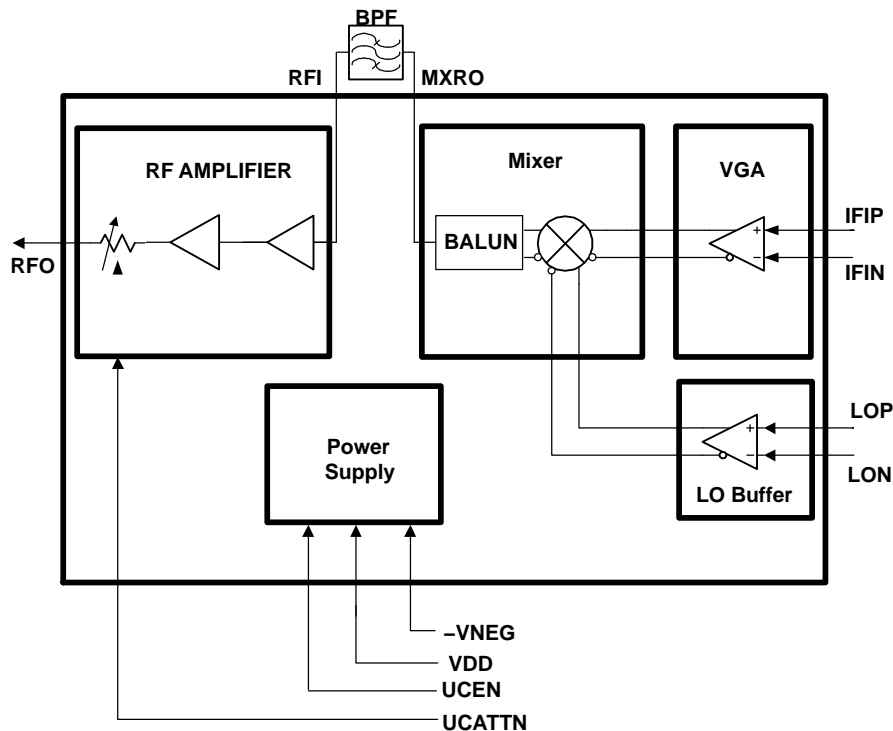 BPF
RFI
MXRO
RF AMPLIFIER
Mixer
VGA
IFIP
BALUN
+
−
IFIN
RFO
LOP
Power
Supply
+
−
LON
LO Buffer
−VNEG
VDD
UCEN
UCATTN